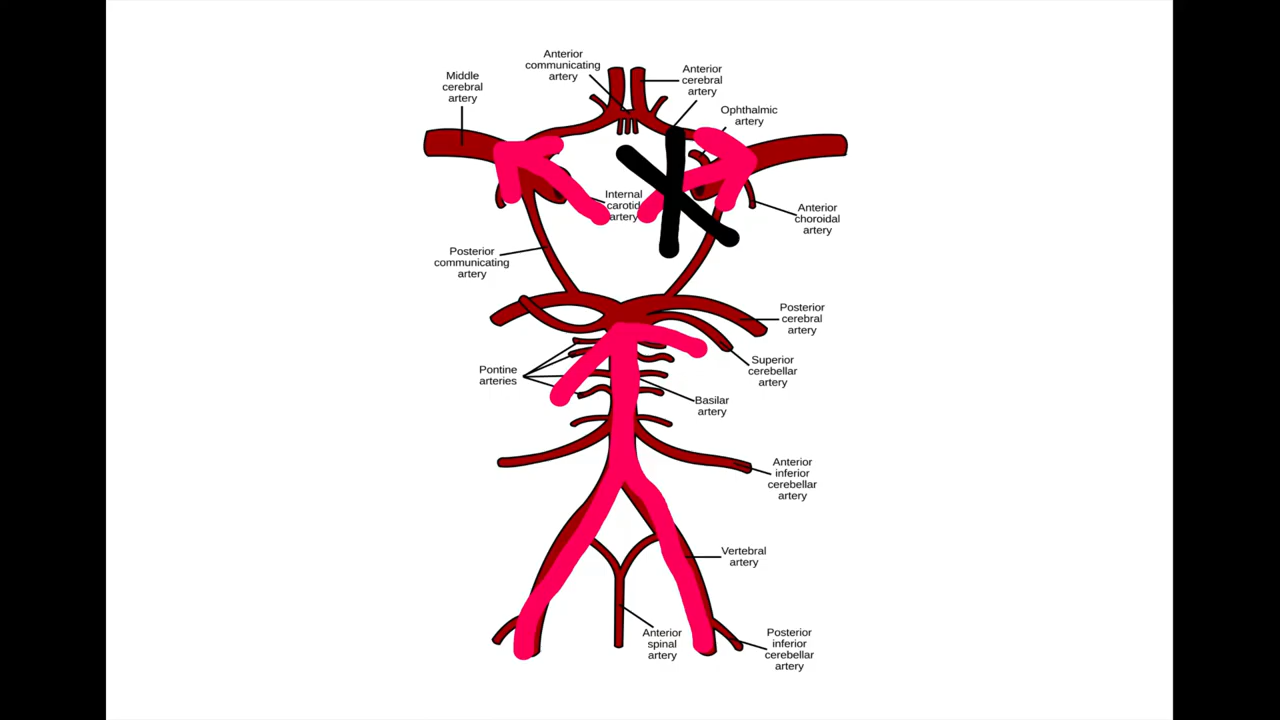 Anterior
communicating
artery
Middle
cerebral
artery
Anterior
cerebral
artery
Ophthalmic
artery
Internal
carotid
artery
Anterior
choroidal
artery
Posterior
communicating
artery
Posterior
cerebral
artery
Superior
cerebellar
artery
Pontine
arteries
Basilar
artery
Anterior
inferior
cerebellar
artery
Vertebral
artery
Anterior
spinal
artery
Posterior
inferior
cerebellar
artery